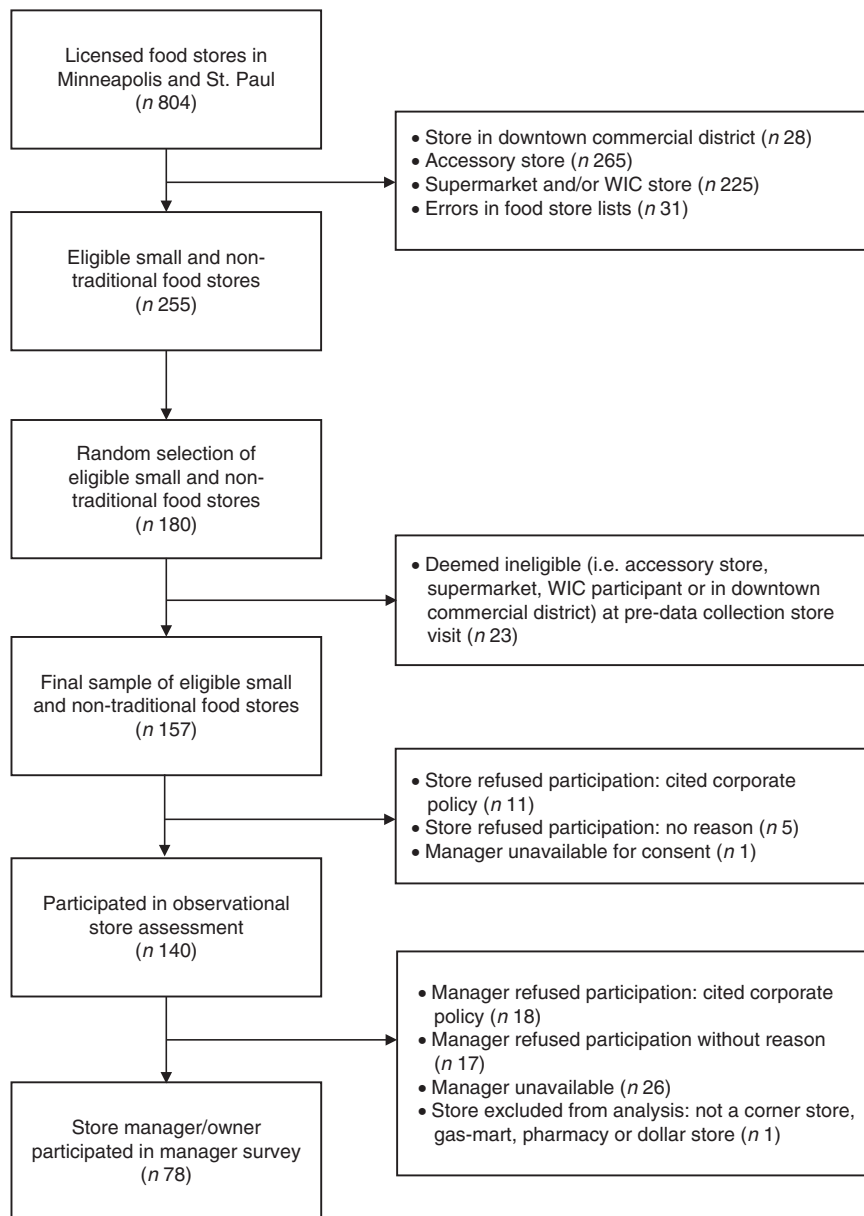 Licensed food stores in
Minneapolis and St. Paul
(n 804)
• Store in downtown commercial district (n 28)
• Accessory store (n 265)
• Supermarket and/or WIC store (n 225)
• Errors in food store lists (n 31)
Eligible small and non-
traditional food stores
(n 255)
Random selection of
eligible small and non-
traditional food stores
(n 180)
• Deemed ineligible (i.e. accessory store,
supermarket, WIC participant or in downtown
commercial district) at pre-data collection store
visit (n 23)
Final sample of eligible small
and non-traditional food stores
(n 157)
• Store refused participation: cited corporate
policy (n 11)
• Store refused participation: no reason (n 5)
• Manager unavailable for consent (n 1)
Participated in observational
store assessment
(n 140)
• Manager refused participation: cited corporate
policy (n 18)
• Manager refused participation without reason
(n 17)
• Manager unavailable (n 26)
• Store excluded from analysis: not a corner store,
gas-mart, pharmacy or dollar store (n 1)
Store manager/owner
participated in manager survey
(n 78)